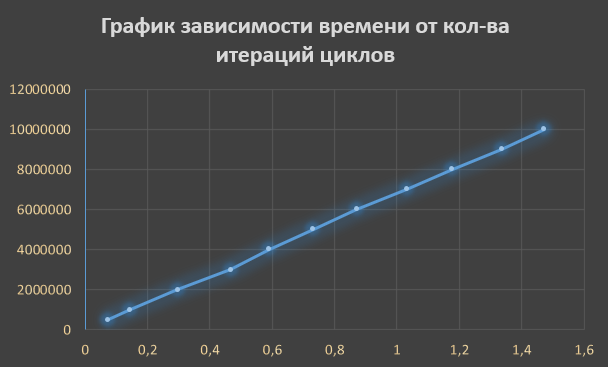 График зависимости времени от кол-ва
итераций циклов
12000000
10000000
8000000
6000000
4000000
2000000
0
0 0,2 0,4 0,6 0,8 1 1,2 1,4 1,6